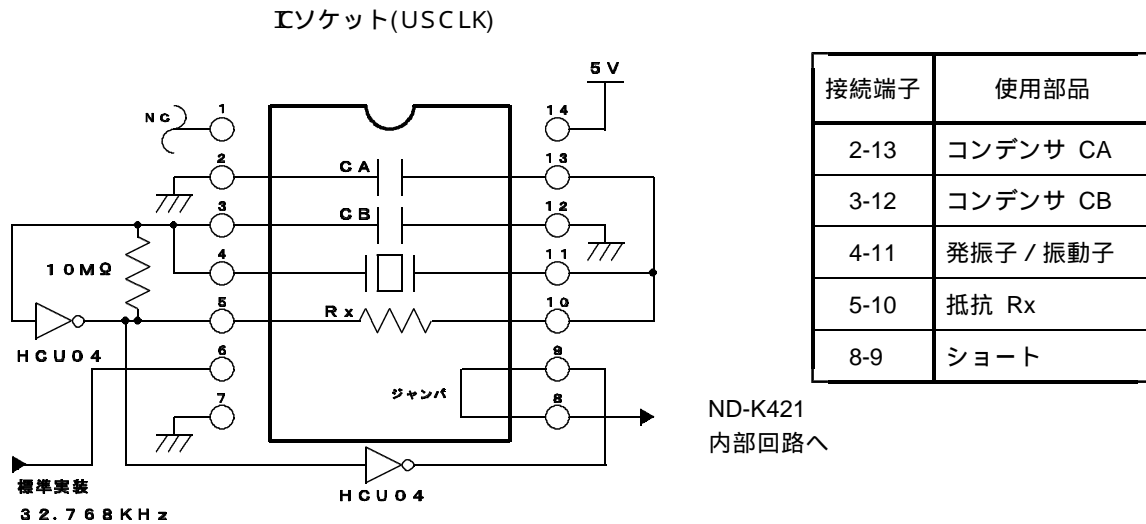 ICソケット(USCLK)
5V
NC
1
14
2
CA
13
3
CB
12
10MΩ
4
11
5
Rx
10
HCU04
6
9
7
ジャンパ
8
標準実装
32.768KHz
HCU04
ND-K421
内部回路へ
接続端子 使用部品
2-13 コンデンサ CA
3-12 コンデンサ CB
4-11 発振子 / 振動子
5-10 抵抗 Rx
8-9 ショート